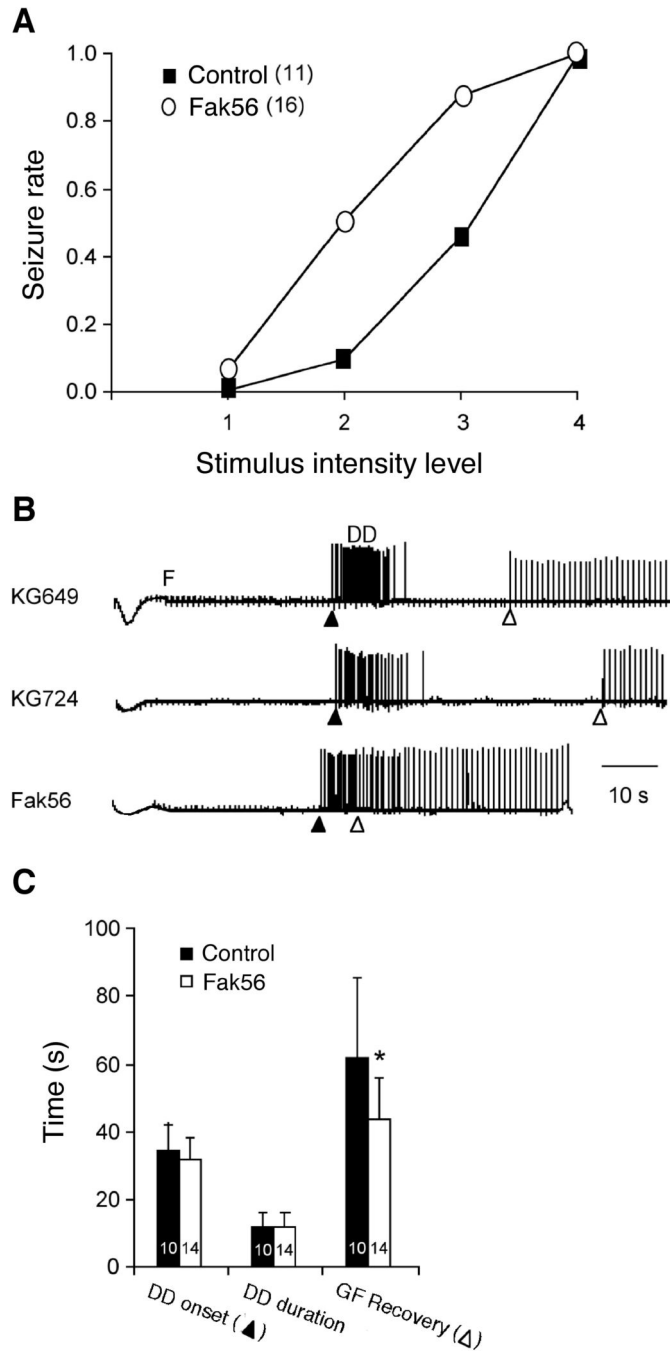 A
1.0
0.8
0.6
0.4
0.2
0.0
Seizure rate
Control (11)
Fak56 (16)
1 2 3 4
Stimulus intensity level
B
DD
F
KG649
KG724
Fak56
10 s
C
100
80
60
40
20
0
Time (s)
Control
Fak56
*
10 14 10 14 10 14
DD onset (▲)
DD duration
GF Recovery (△)